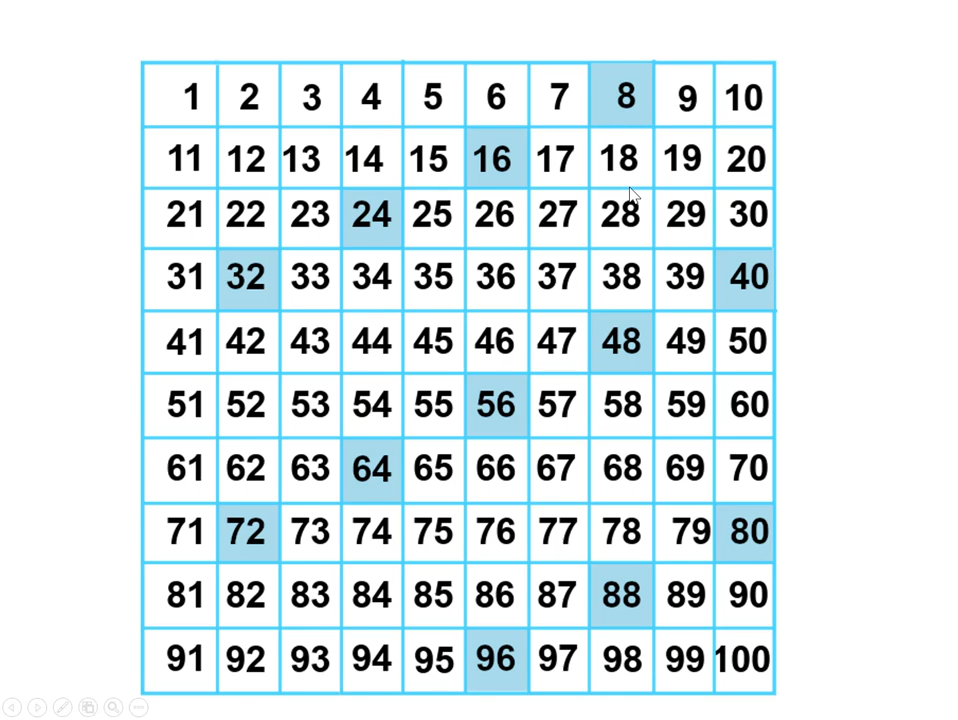 1 2 3 4 5 6 7 8 9 10
11 12 13 14 15 16 17 18 19 20
21 22 23 24 25 26 27 28 29 30
31 32 33 34 35 36 37 38 39 40
41 42 43 44 45 46 47 48 49 50
51 52 53 54 55 56 57 58 59 60
61 62 63 64 65 66 67 68 69 70
71 72 73 74 75 76 77 78 79 80
81 82 83 84 85 86 87 88 89 90
91 92 93 94 95 96 97 98 99 100